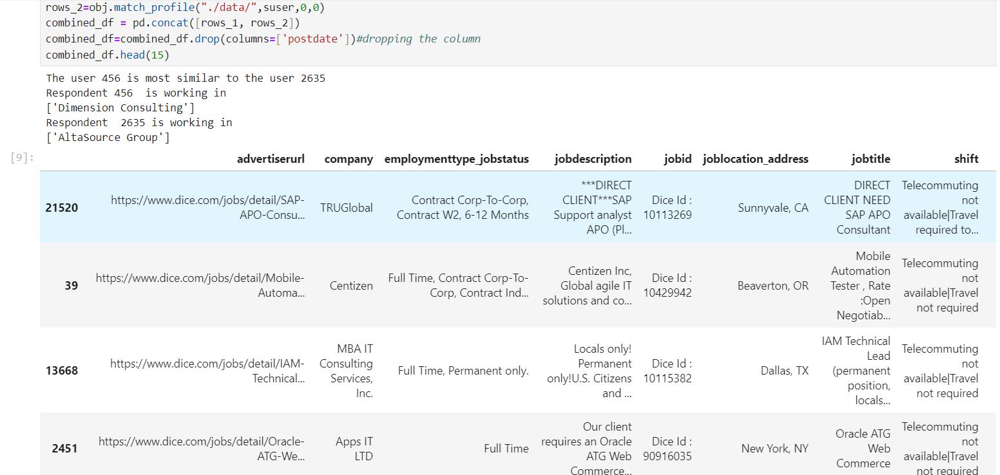 rows_2=obj.match_profile("./data/",suser,0,0)
combined_df = pd.concat([rows_1, rows_2])
combined_df=combined_df.drop(columns=['postdate'])#dropping the column
combined_df.head(15)
The user 456 is most similar to the user 2635
Respondent 456  is working in
['Dimension Consulting']
Respondent  2635 is working in
['AltaSource Group']
[9]:
advertiserurl company employmenttype_jobstatus jobdescription jobid joblocation_address jobtitle shift
21520
https://www.dice.com/jobs/detail/SAP-
APO-Consu...
TRUGlobal
Contract Corp-To-Corp,
Contract W2, 6-12 Months
***DIRECT
CLIENT***SAP
Support analyst
APO (Pl...
Dice Id :
10113269
Sunnyvale, CA
DIRECT
CLIENT NEED
SAP APO
Consultant
Telecommuting
not
available|Travel
required to...
39
https://www.dice.com/jobs/detail/Mobile-
Automa...
Centizen
Full Time, Contract Corp-To-
Corp, Contract Ind...
Centizen Inc,
Global agile IT
solutions and co...
Dice Id :
10429942
Beaverton, OR
Mobile
Automation
Tester , Rate
:Open
Negotiab...
Telecommuting
not
available|Travel
not required
13668
https://www.dice.com/jobs/detail/IAM-
Technical...
MBA IT
Consulting
Services,
Inc.
Full Time, Permanent only.
Locals only!
Permanent
only!U.S. Citizens
and ...
Dice Id :
10115382
Dallas, TX
IAM Technical
Lead
(permanent
position,
locals...
Telecommuting
not
available|Travel
not required
2451
https://www.dice.com/jobs/detail/Oracle-
ATG-We...
Apps IT
LTD
Full Time
Our client
requires an Oracle
ATG Web
Commerce...
Dice Id :
90916035
New York, NY
Oracle ATG
Web
Commerce
Telecommuting
not
available|Travel
not required